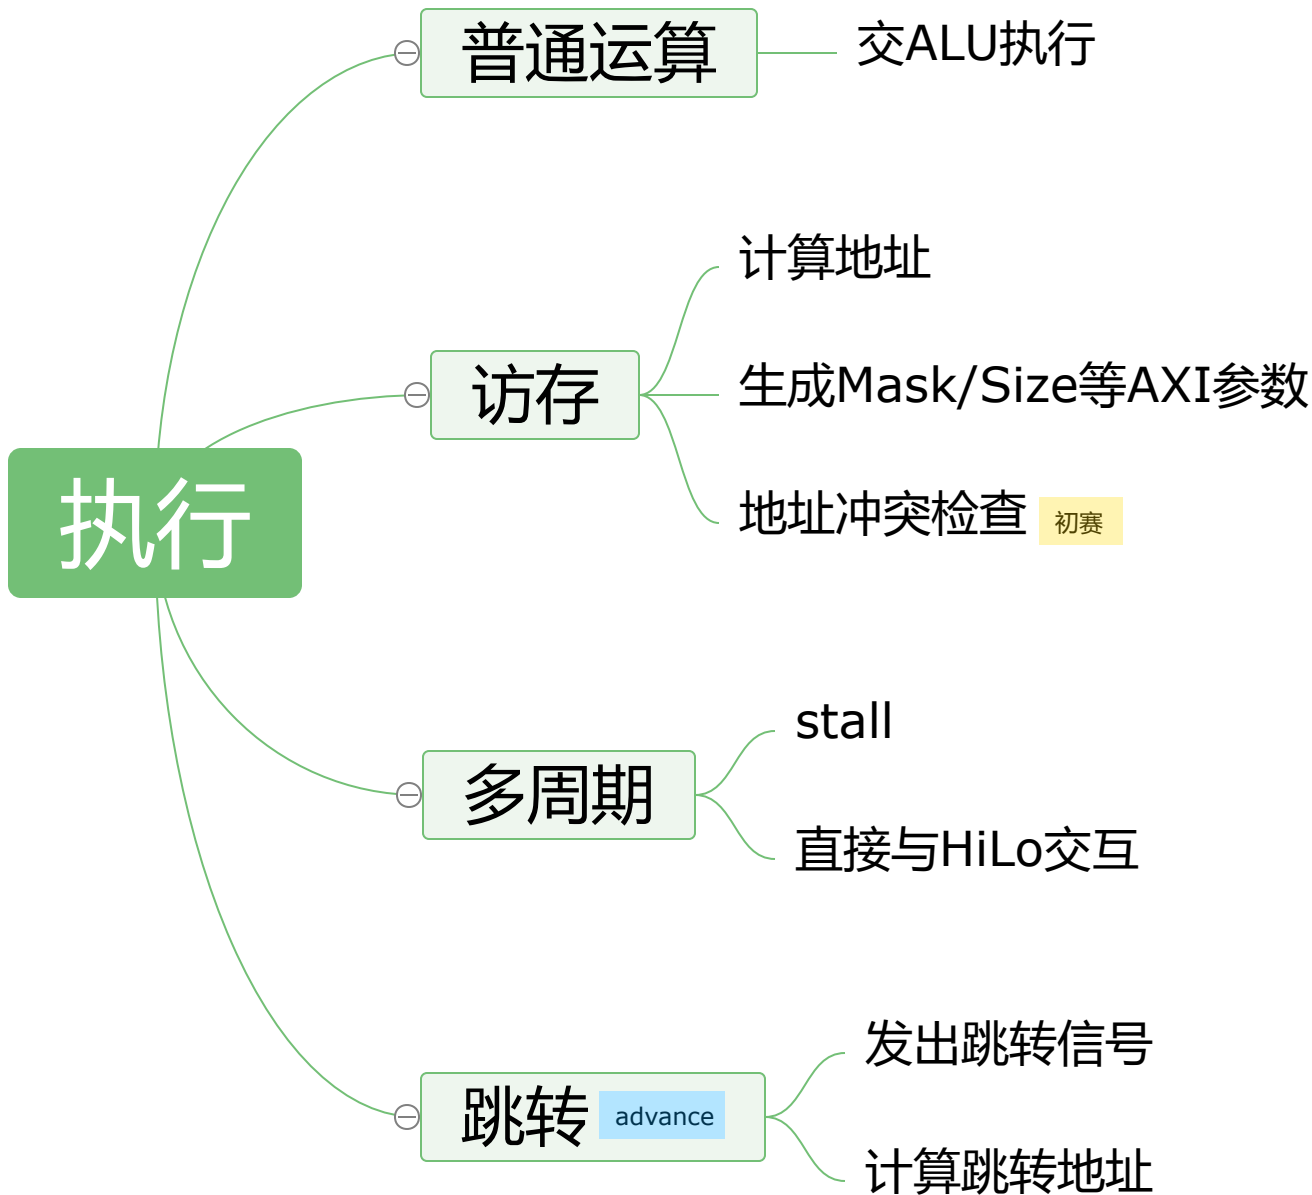 普通运算
交ALU执行
计算地址
访存
生成Mask/Size等AXI参数
地址冲突检查 初赛
执行
stall
多周期
直接与HiLo交互
发出跳转信号
跳转 advance
计算跳转地址